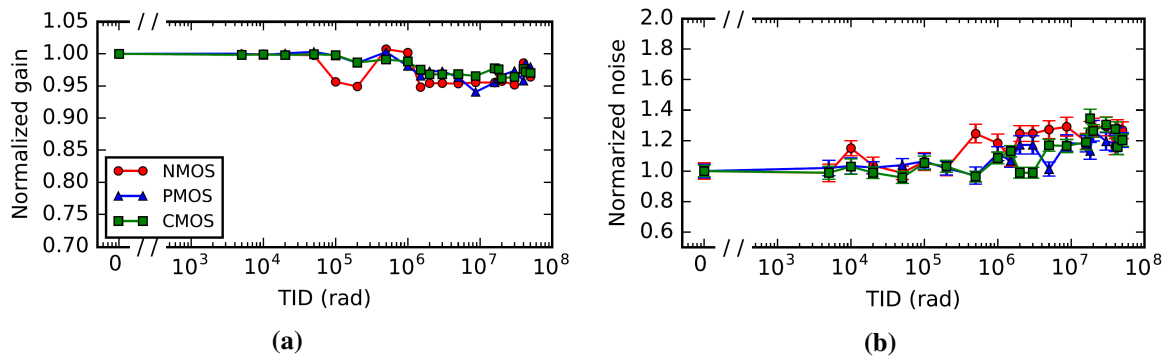 Normalized gain
1.05
1.00
0.95
0.90
0.85
0.80
0.75
0.70
NMOS
PMOS
CMOS
0 // 10^3 10^4 10^5 10^6 10^7 10^8
TID (rad)
(a)
Normarized noise
2.0
1.8
1.6
1.4
1.2
1.0
0.8
0.6
0 // 10^3 10^4 10^5 10^6 10^7 10^8
TID (rad)
(b)